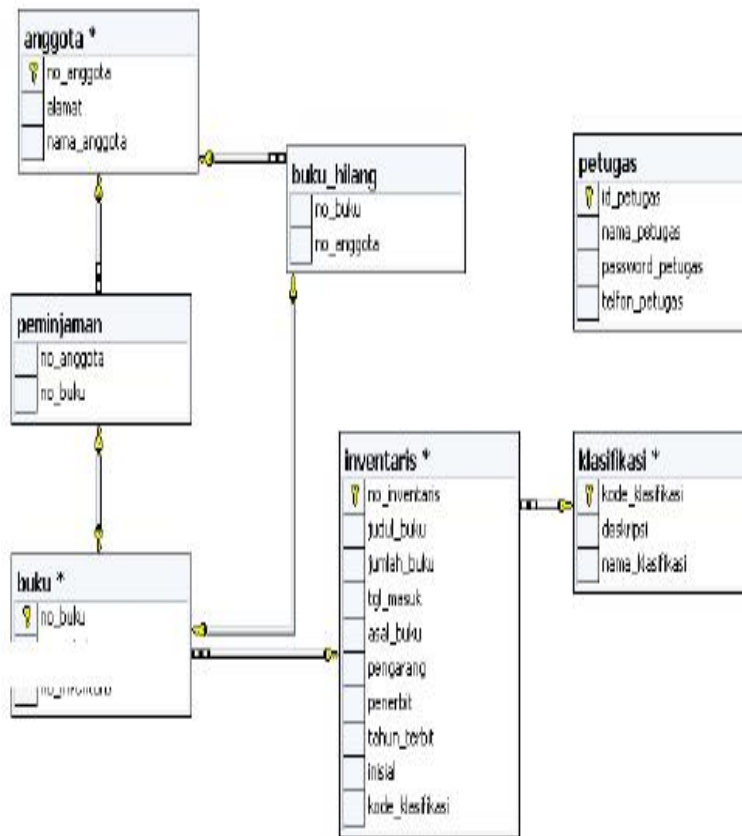 anggota *
no_anggota
alamat
nama_anggota
buku_hilang
no_buku
no_anggota
petugas
id_petugas
nama_petugas
password_petugas
telfon_petugas
peminjaman
no_anggota
no_buku
inventaris *
no_inventaris
judul_buku
jumlah_buku
tgl_masuk
asal_buku
pengarang
penerbit
tahun_terbit
inisial
kode_klasifikasi
klasifikasi *
kode_klasifikasi
deskripsi
nama_klasifikasi
buku *
no_buku